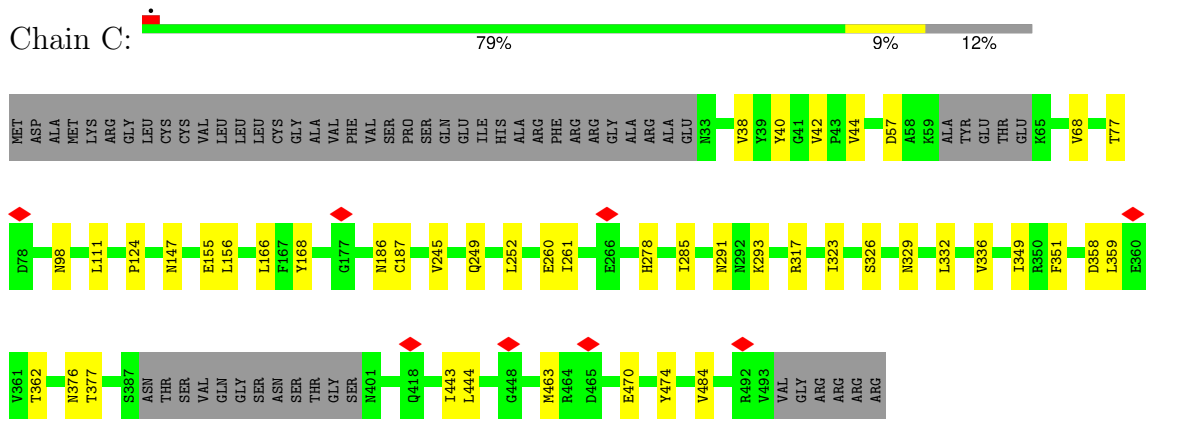 Chain C:
79% 9% 12%
MET ASP ALA MET LYS ARG GLY LEU CYS CYS VAL LEU LEU LEU CYS GLY ALA VAL PHE VAL SER PRO SER GLN GLU ILE HIS ALA ARG PHE ARG ARG GLY ALA ARG ALA GLU N33 V38 Y39 Y40 G41 V42 P43 V44 D57 A58 K59 ALA TYR GLU THR GLU K65 V68 T77
D78 N98 L111 P124 N147 E155 L156 L166 F167 Y168 G177 N186 C187 V245 Q249 L252 E260 I261 E266 H278 I285 N291 N292 K293 R317 I323 S326 N329 L332 V336 I349 R350 F351 D358 L359 E360
V361 T362 N376 T377 S387 ASN THR SER VAL GLN GLY SER ASN SER THR GLY SER N401 Q418 I443 L444 G448 M463 R464 D465 E470 Y474 V484 R492 V493 VAL GLY ARG ARG ARG ARG